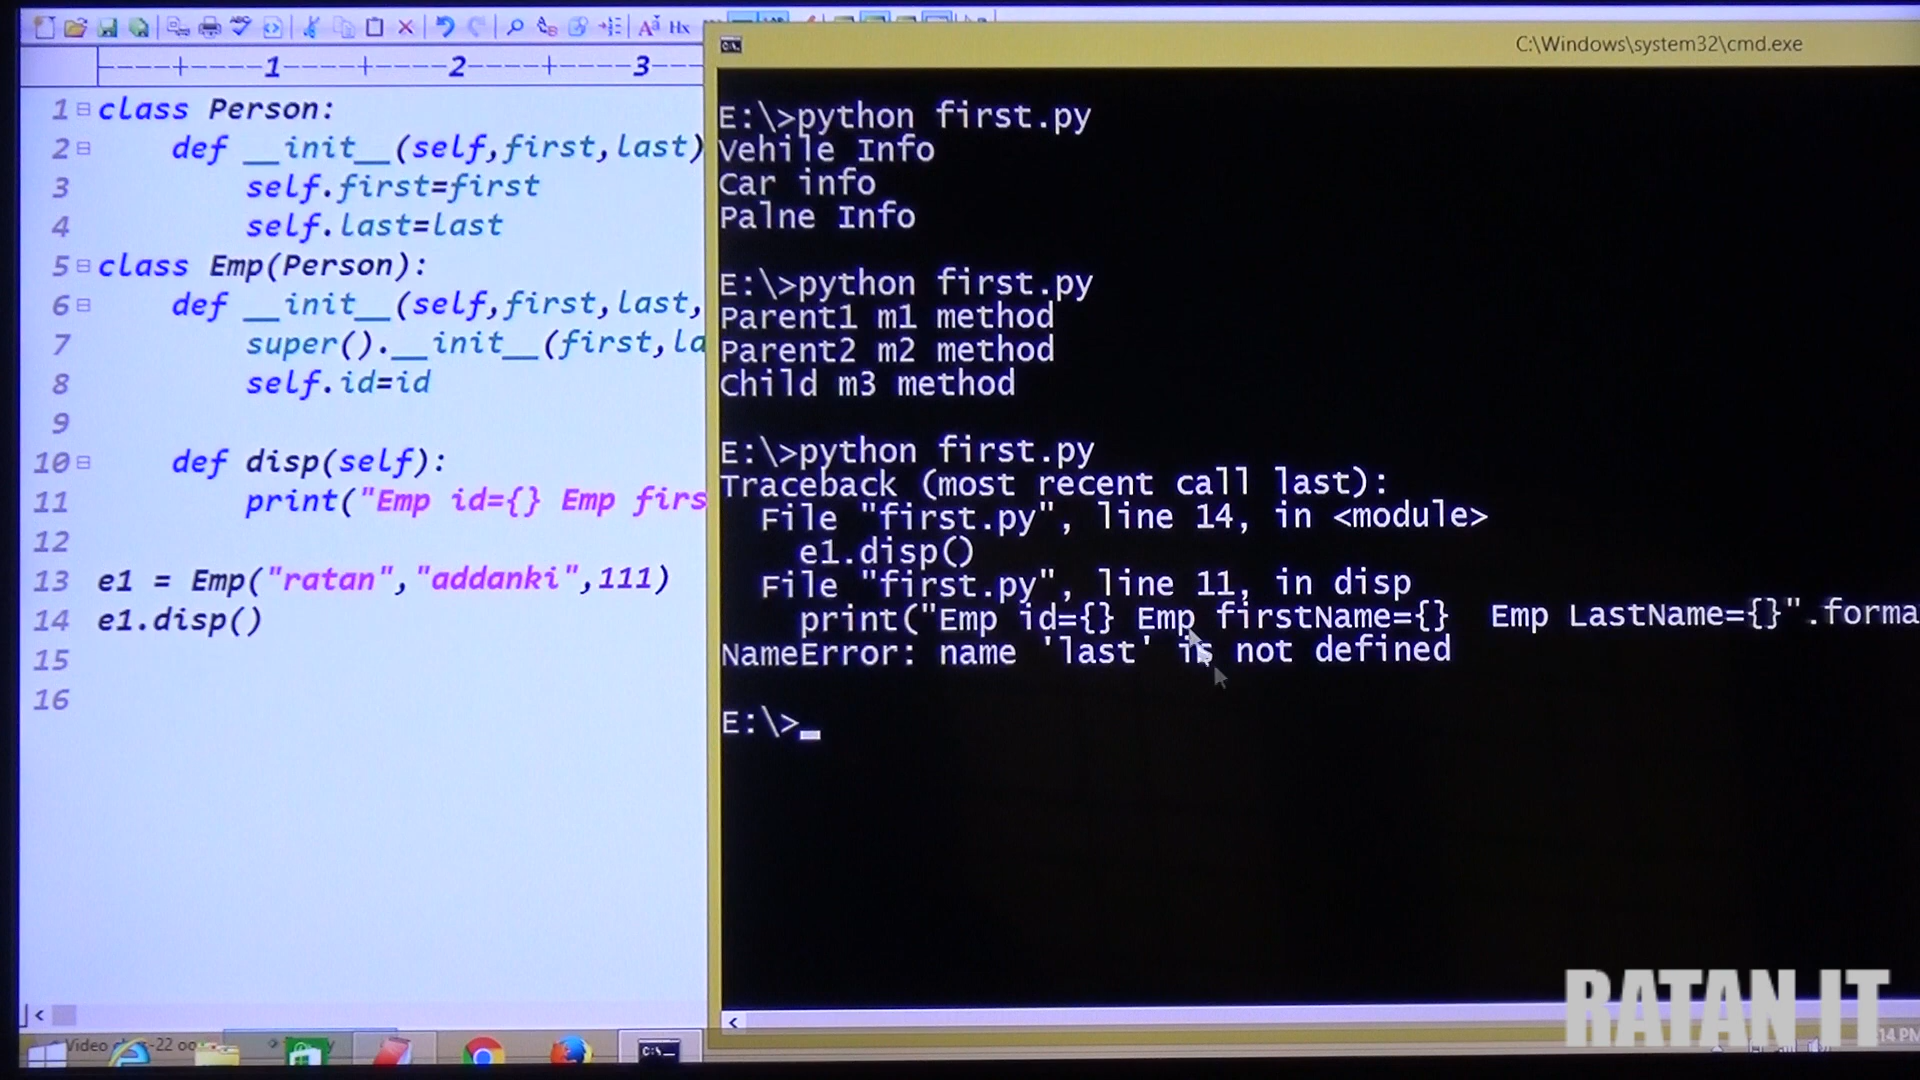 C:\Windows\system32\cmd.exe
1 2 3
1 class Person:
2 def __init__(self,first,last)
3 self.first=first
4 self.last=last
5 class Emp(Person):
6 def __init__(self,first,last,
7 super().__init__(first,la
8 self.id=id
9
10 def disp(self):
11 print("Emp id={} Emp firs
12
13 e1 = Emp("ratan","addanki",111)
14 e1.disp()
15
16
E:\>python first.py
Vehile Info
Car info
Palne Info
E:\>python first.py
Parent1 m1 method
Parent2 m2 method
Child m3 method
E:\>python first.py
Traceback (most recent call last):
File "first.py", line 14, in <module>
e1.disp()
File "first.py", line 11, in disp
print("Emp id={} Emp firstName={}  Emp LastName={}".forma
NameError: name 'last' is not defined
E:\>_
RATAN IT